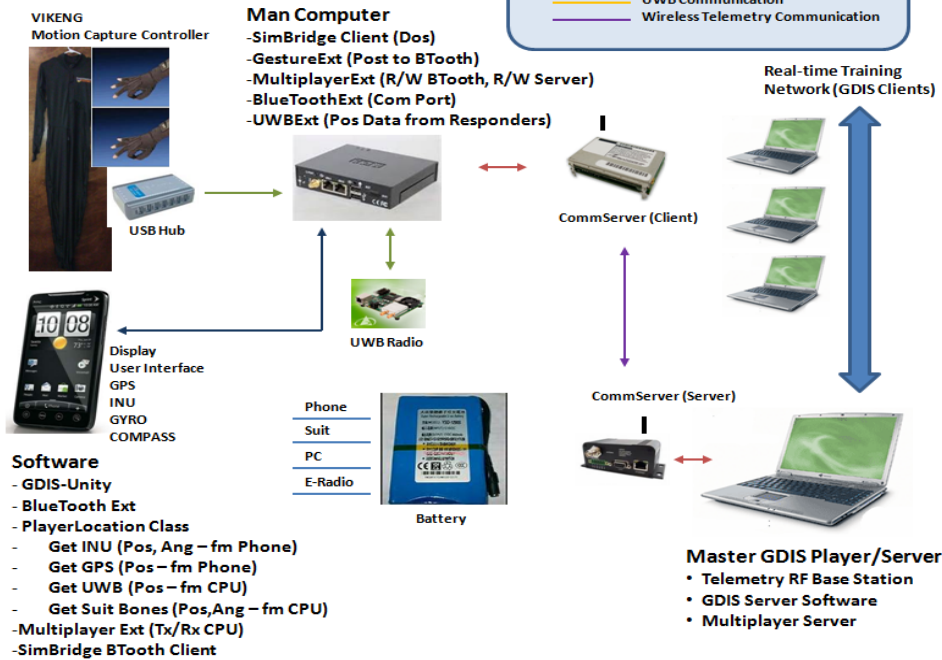 VIKENG
Motion Capture Controller
Man Computer
-SimBridge Client (Dos)
-GestureExt (Post to BTooth)
-MultiplayerExt (R/W BTooth, R/W Server)
-BlueToothExt (Com Port)
-UWBExt (Pos Data from Responders)
UWB Communication
Wireless Telemetry Communication
Real-time Training
Network (GDIS Clients)
USB Hub
CommServer (Client)
UWB Radio
10 08
Display
User Interface
GPS
INU
GYRO
COMPASS
CommServer (Server)
Phone
Suit
PC
E-Radio
Battery
Software
- GDIS-Unity
- BlueTooth Ext
- PlayerLocation Class
- Get INU (Pos, Ang – fm Phone)
- Get GPS (Pos – fm Phone)
- Get UWB (Pos – fm CPU)
- Get Suit Bones (Pos,Ang – fm CPU)
-Multiplayer Ext (Tx/Rx CPU)
-SimBridge BTooth Client
Master GDIS Player/Server
• Telemetry RF Base Station
• GDIS Server Software
• Multiplayer Server